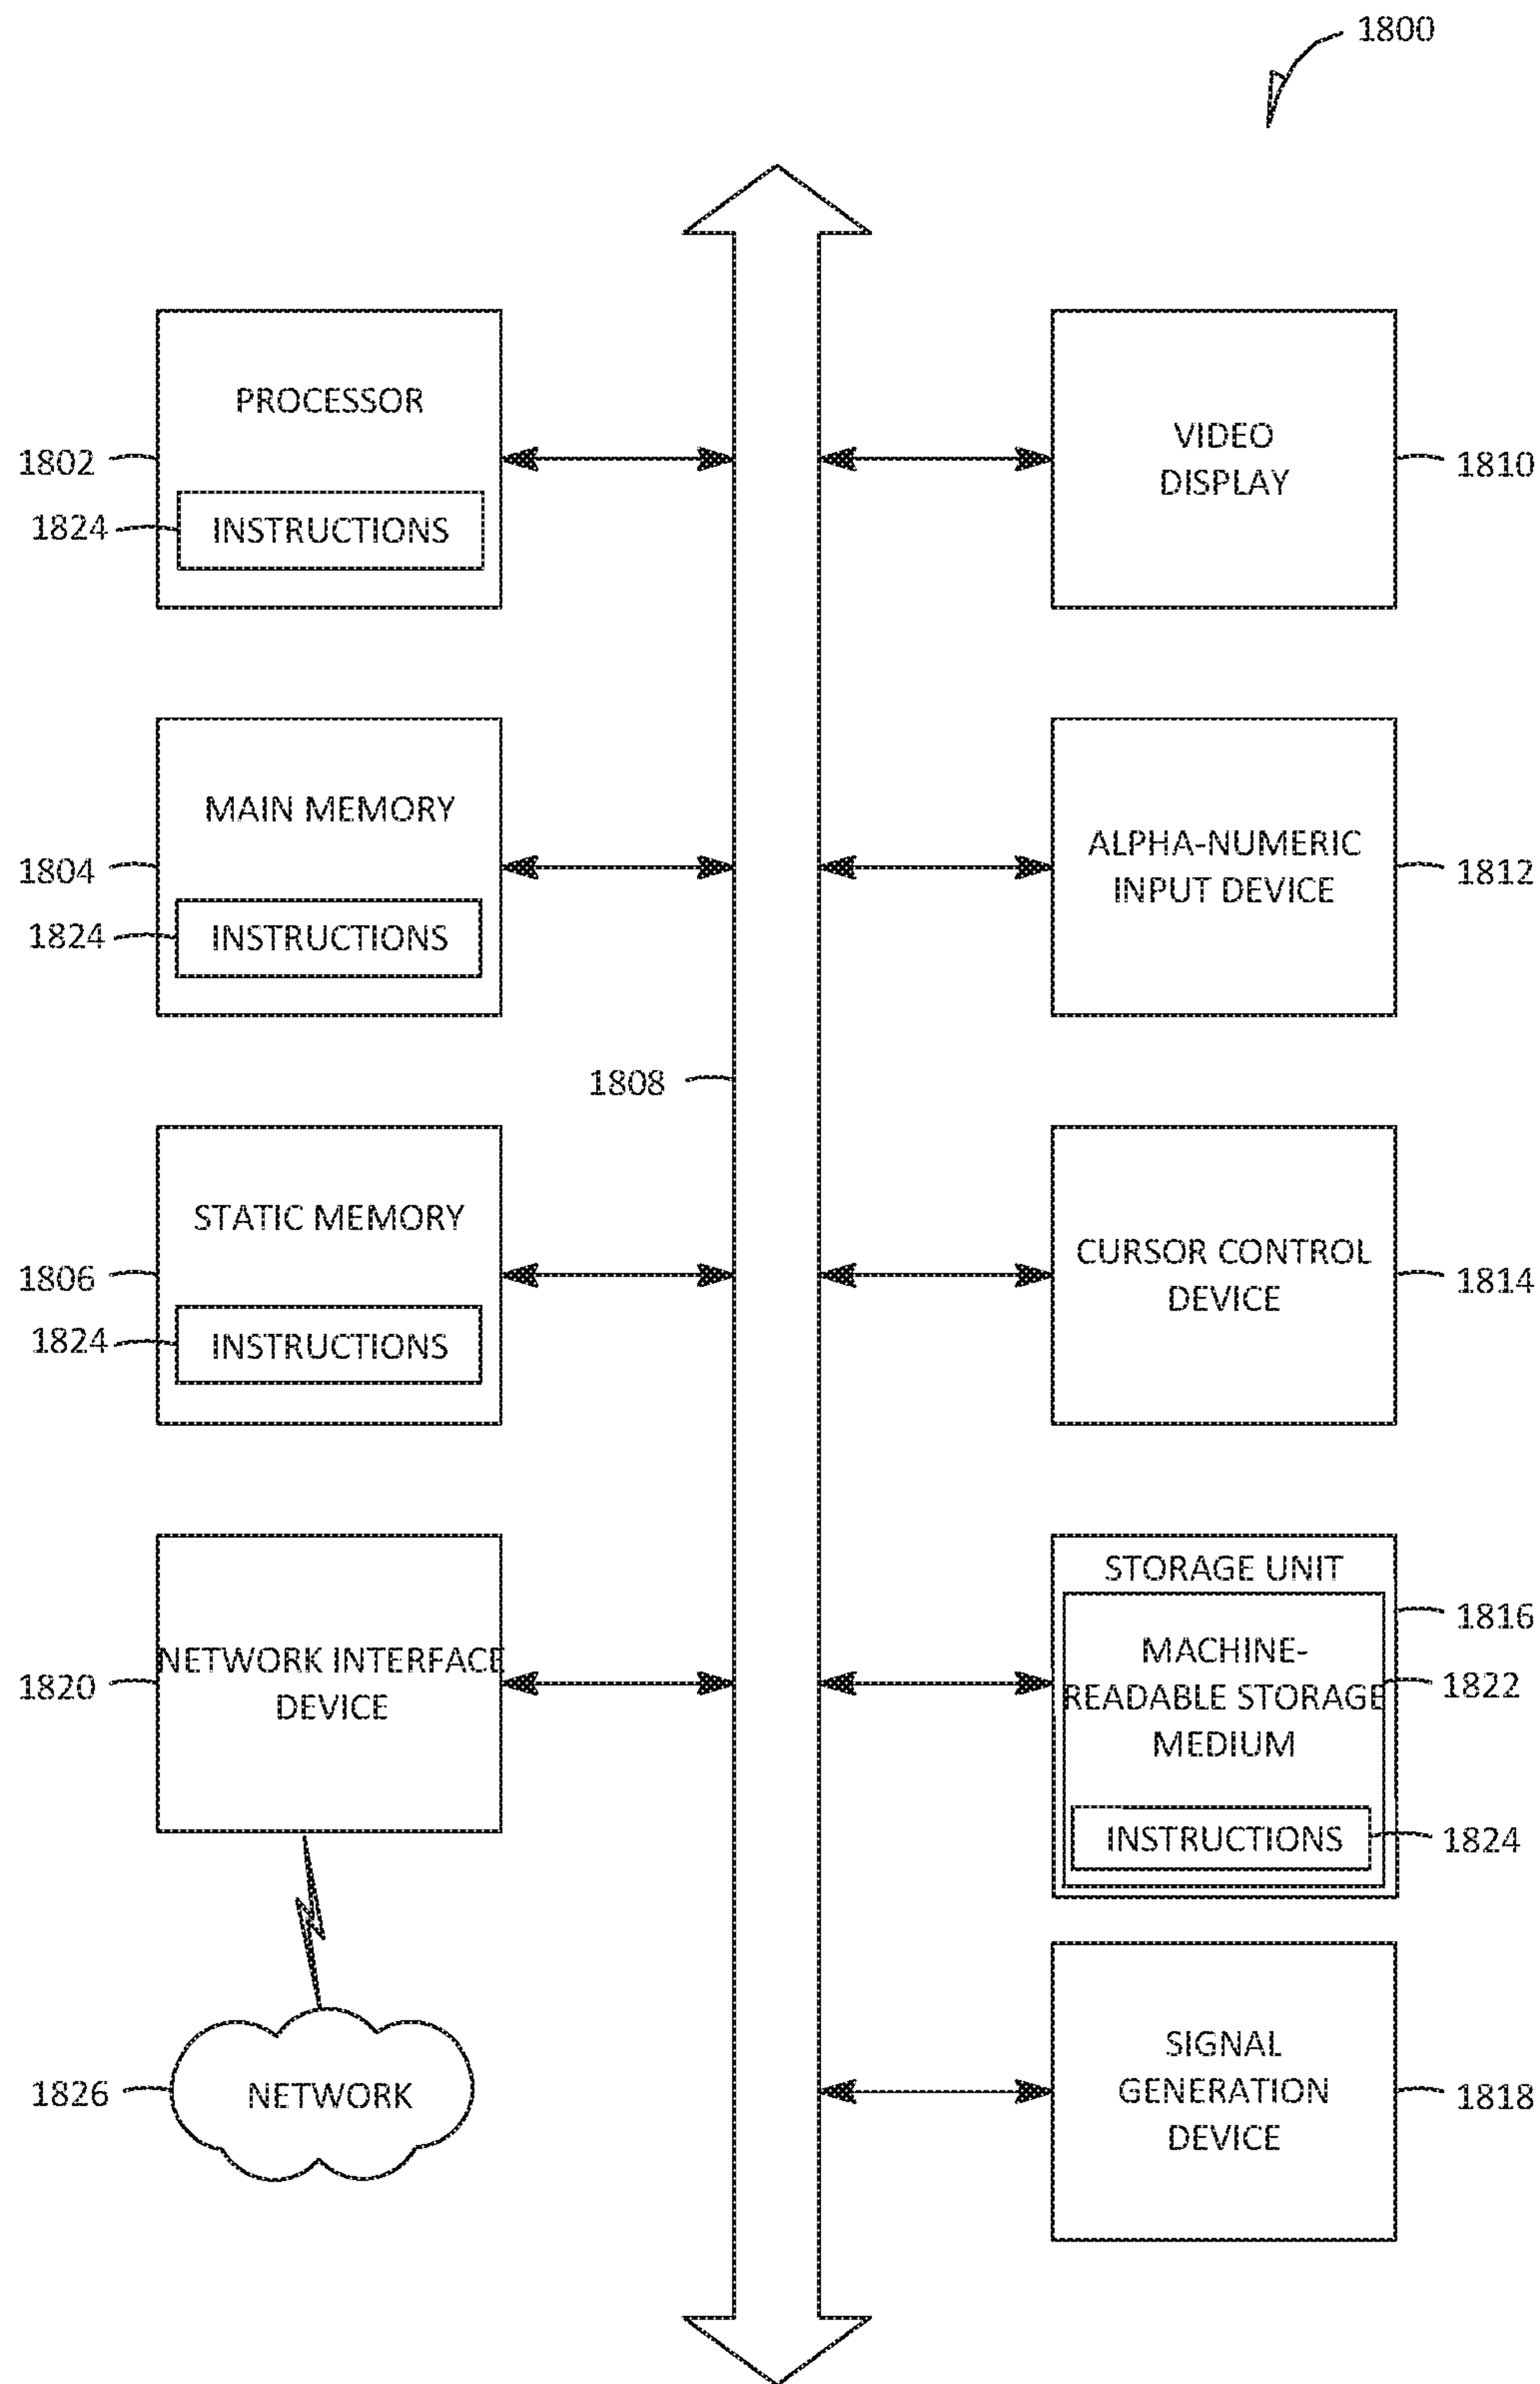 1800
PROCESSOR
1802
1824
INSTRUCTIONS
VIDEO
DISPLAY
1810
MAIN MEMORY
1804
1824
INSTRUCTIONS
ALPHA-NUMERIC
INPUT DEVICE
1812
1808
STATIC MEMORY
1806
1824
INSTRUCTIONS
CURSOR CONTROL
DEVICE
1814
NETWORK INTERFACE
DEVICE
1820
STORAGE UNIT
1816
MACHINE-
READABLE STORAGE
MEDIUM
1822
INSTRUCTIONS
1824
1826
NETWORK
SIGNAL
GENERATION
DEVICE
1818